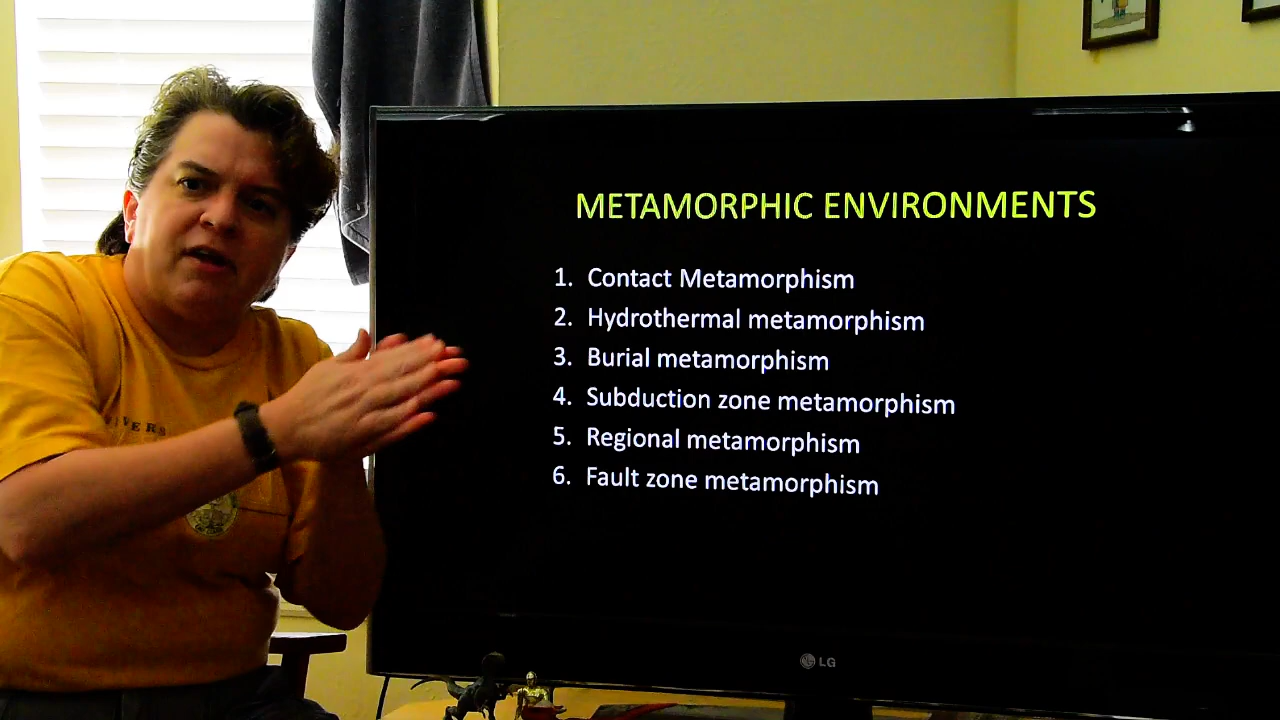 METAMORPHIC ENVIRONMENTS
1. Contact Metamorphism
2. Hydrothermal metamorphism
3. Burial metamorphism
4. Subduction zone metamorphism
5. Regional metamorphism
6. Fault zone metamorphism
LG